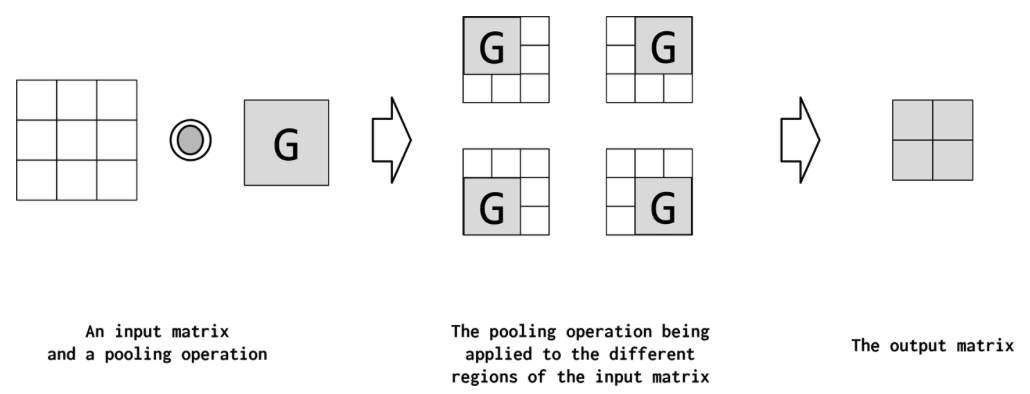 G
G
G
G
G
An input matrix
and a pooling operation
The pooling operation being
applied to the different
regions of the input matrix
The output matrix